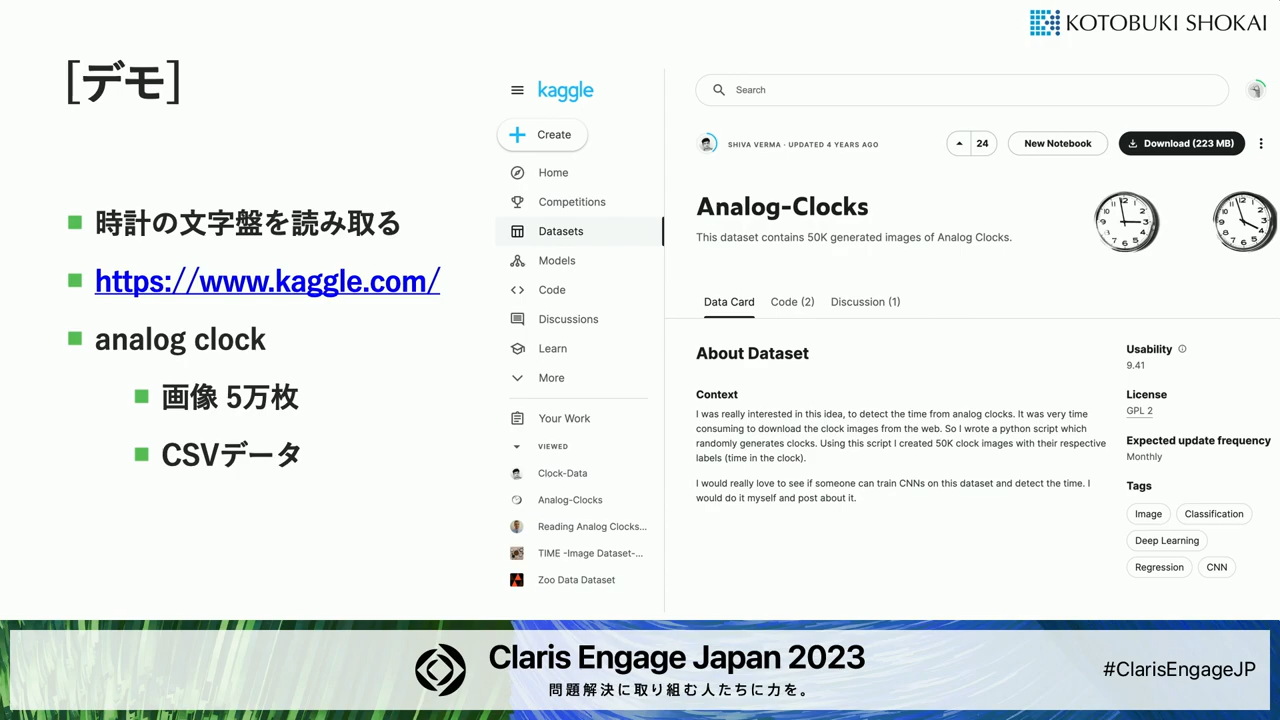 KOTOBUKI SHOKAI
[デモ]
時計の文字盤を読み取る
https://www.kaggle.com/
analog clock
画像 5万枚
CSVデータ
kaggle
Create
Home
Competitions
Datasets
Models
Code
Discussions
Learn
More
Your Work
VIEWED
Clock-Data
Analog-Clocks
Reading Analog Clocks...
TIME -Image Dataset-...
Zoo Data Dataset
Search
SHIVA VERMA · UPDATED 4 YEARS AGO
24
New Notebook
Download (223 MB)
Analog-Clocks
This dataset contains 50K generated images of Analog Clocks.
Data Card Code (2) Discussion (1)
About Dataset
Context
I was really interested in this idea, to detect the time from analog clocks. It was very time
consuming to download the clock images from the web. So I wrote a python script which
randomly generates clocks. Using this script I created 50K clock images with their respective
labels (time in the clock).
I would really love to see if someone can train CNNs on this dataset and detect the time. I
would do it myself and post about it.
Usability
9.41
License
GPL 2
Expected update frequency
Monthly
Tags
Image Classification
Deep Learning
Regression CNN
Claris Engage Japan 2023
問題解決に取り組む人たちに力を。
#ClarisEngageJP